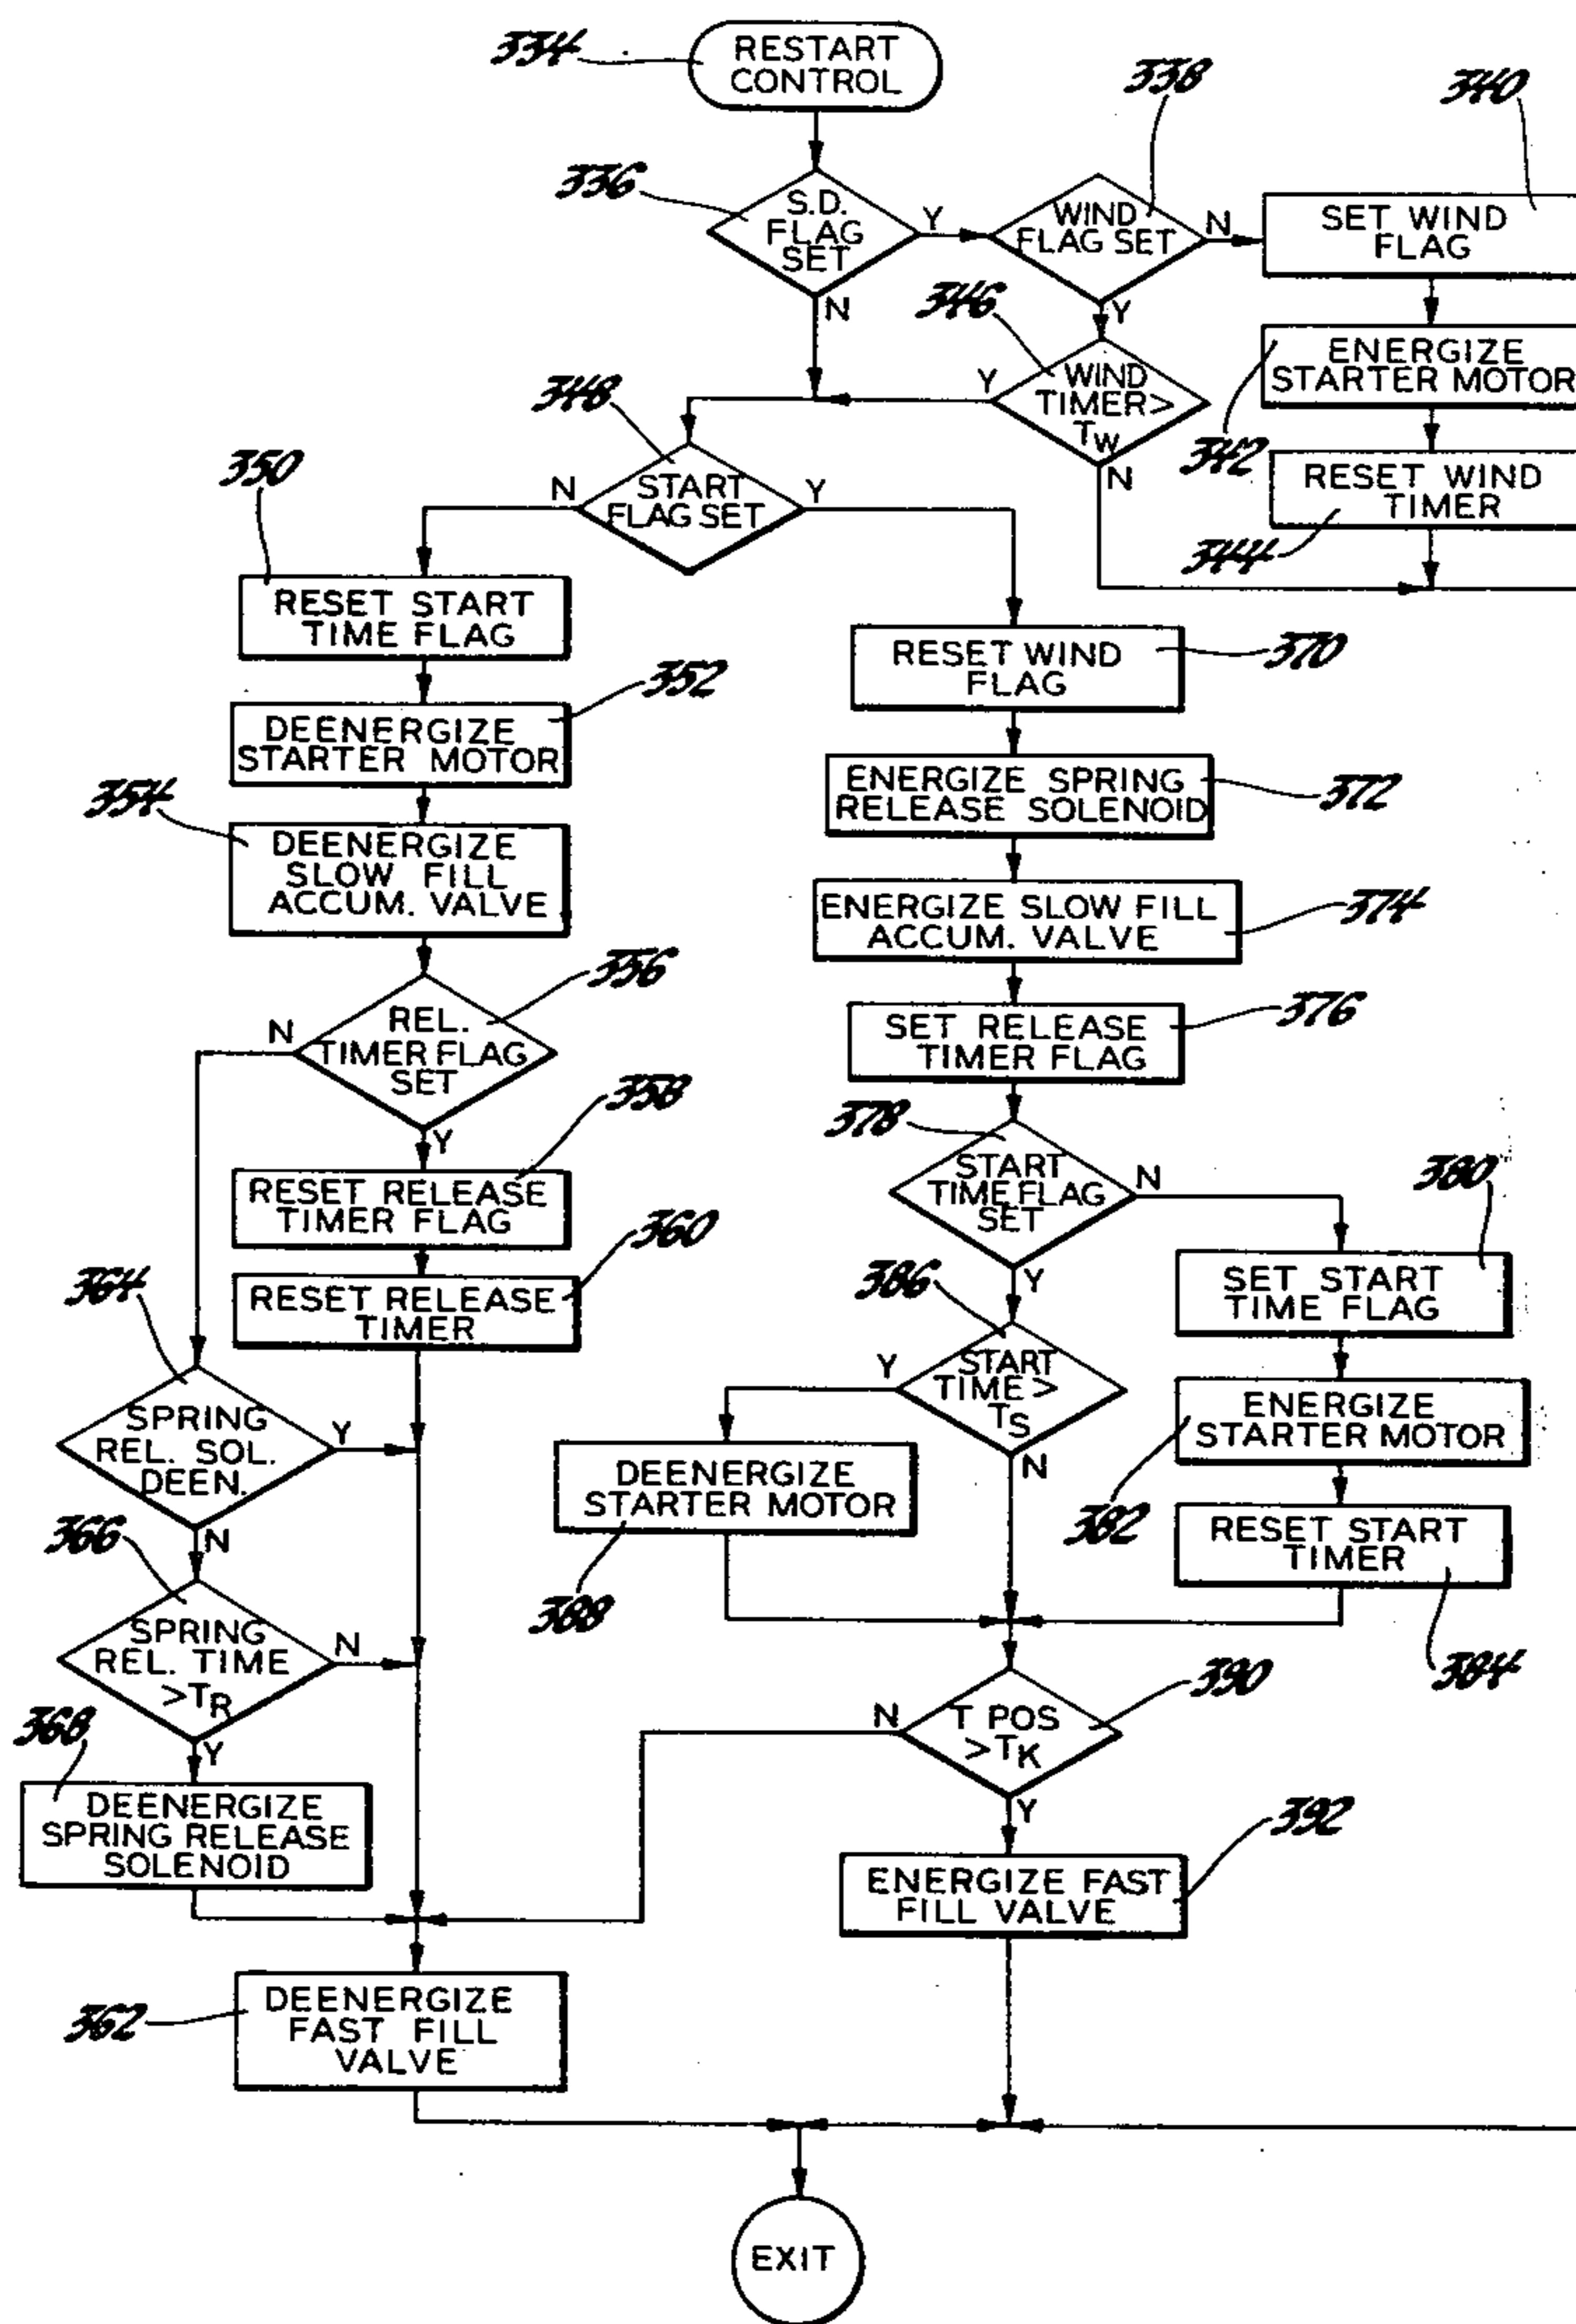 334
RESTART
CONTROL
336
S.D.
FLAG
SET
Y
N
338
WIND
FLAG SET
N
Y
340
SET WIND
FLAG
342
ENERGIZE
STARTER MOTOR
344
RESET WIND
TIMER
346
WIND
TIMER>
TW
Y
N
348
START
FLAG SET
N
Y
350
RESET START
TIME FLAG
352
DEENERGIZE
STARTER MOTOR
354
DEENERGIZE
SLOW FILL
ACCUM. VALVE
356
REL.
TIMER FLAG
SET
N
Y
358
RESET RELEASE
TIMER FLAG
360
RESET RELEASE
TIMER
364
SPRING
REL. SOL.
DEEN.
Y
N
366
SPRING
REL. TIME
>TR
N
Y
368
DEENERGIZE
SPRING RELEASE
SOLENOID
362
DEENERGIZE
FAST FILL
VALVE
370
RESET WIND
FLAG
372
ENERGIZE SPRING
RELEASE SOLENOID
374
ENERGIZE SLOW FILL
ACCUM. VALVE
376
SET RELEASE
TIMER FLAG
378
START
TIME FLAG
SET
N
Y
380
SET START
TIME FLAG
382
ENERGIZE
STARTER MOTOR
384
RESET START
TIMER
386
START
TIME >
TS
Y
N
388
DEENERGIZE
STARTER MOTOR
390
T POS
>TK
N
Y
392
ENERGIZE FAST
FILL VALVE
EXIT